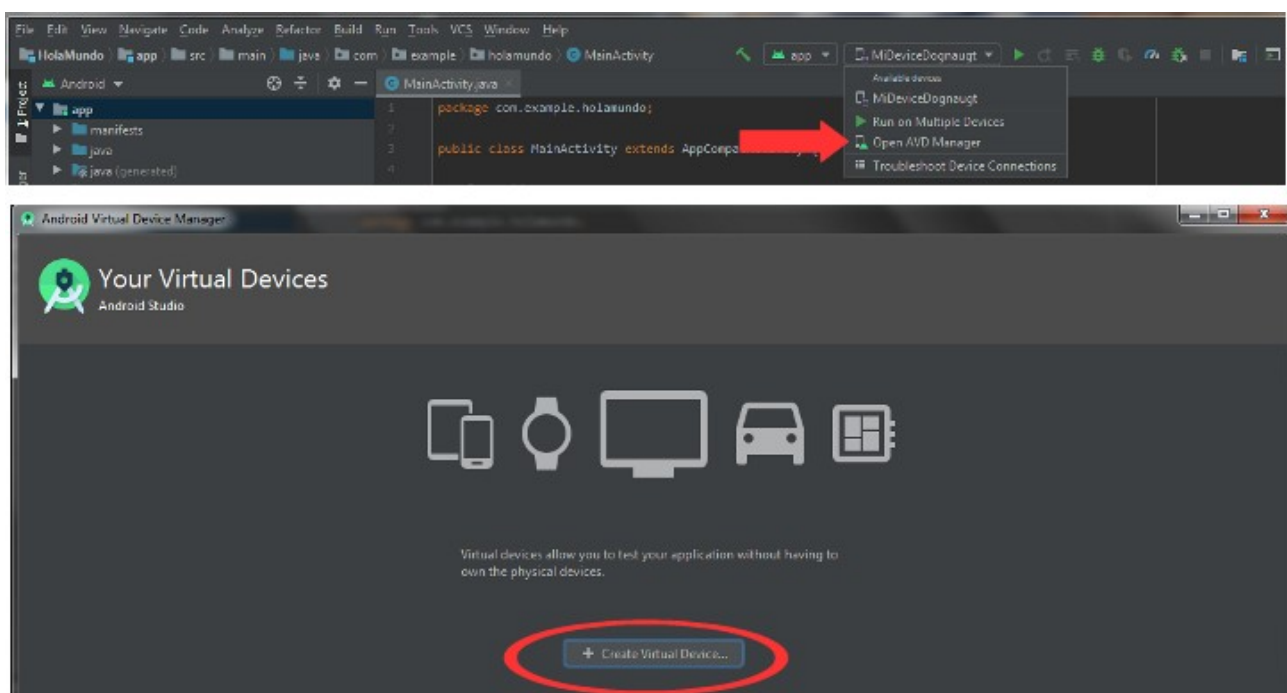 File Edit View Navigate Code Analyze Refactor Build Run Tools VCS Window Help
HolaMundo app src main java com example holamundo MainActivity app MiDeviceDognaugt
Android MainActivity.java Available devices
1: Project
app 1 package com.example.holamundo; MiDeviceDognaugt
manifests 2 Run on Multiple Devices
java 3 public class MainActivity extends Open AVD Manager
java (generated) 4 Troubleshoot Device Connections
Android Virtual Device Manager
Your Virtual Devices
Android Studio
Virtual devices allow you to test your application without having to
own the physical devices.
+ Create Virtual Device...